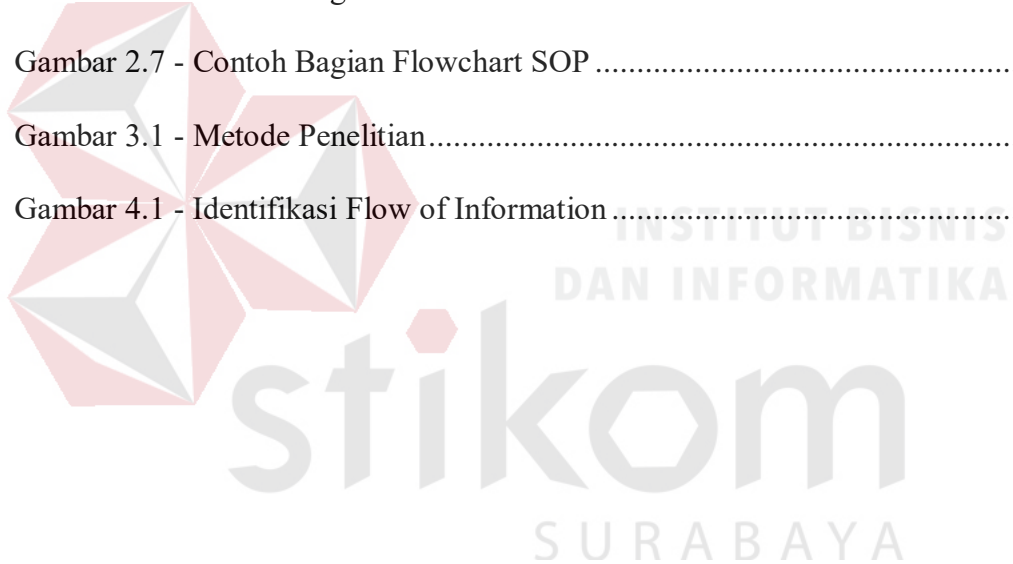 Gambar 2.7 - Contoh Bagian Flowchart SOP ................................................
Gambar 3.1 - Metode Penelitian......................................................................
Gambar 4.1 - Identifikasi Flow of Information ..............................................
INSTITUT BISNIS
DAN INFORMATIKA
stikom
SURABAYA